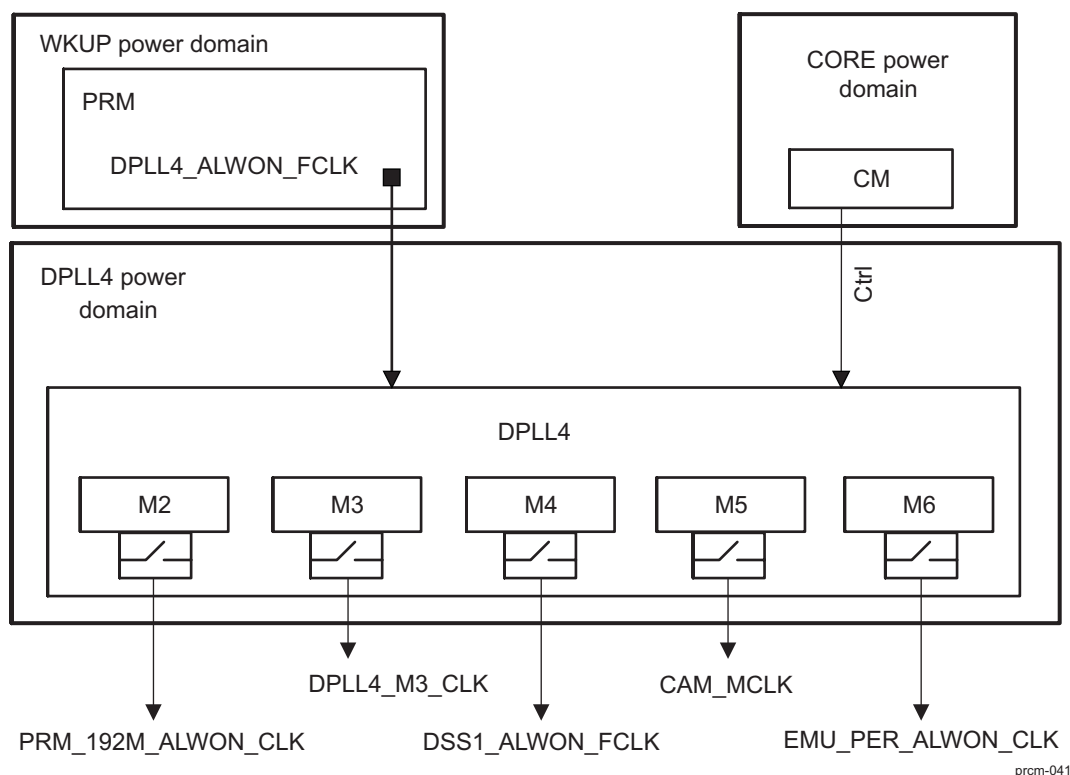 WKUP power domain
PRM
DPLL4_ALWON_FCLK
CORE power
domain
CM
Ctrl
DPLL4 power
domain
DPLL4
M2
M3
M4
M5
M6
DPLL4_M3_CLK
CAM_MCLK
PRM_192M_ALWON_CLK
DSS1_ALWON_FCLK
EMU_PER_ALWON_CLK
prcm-041